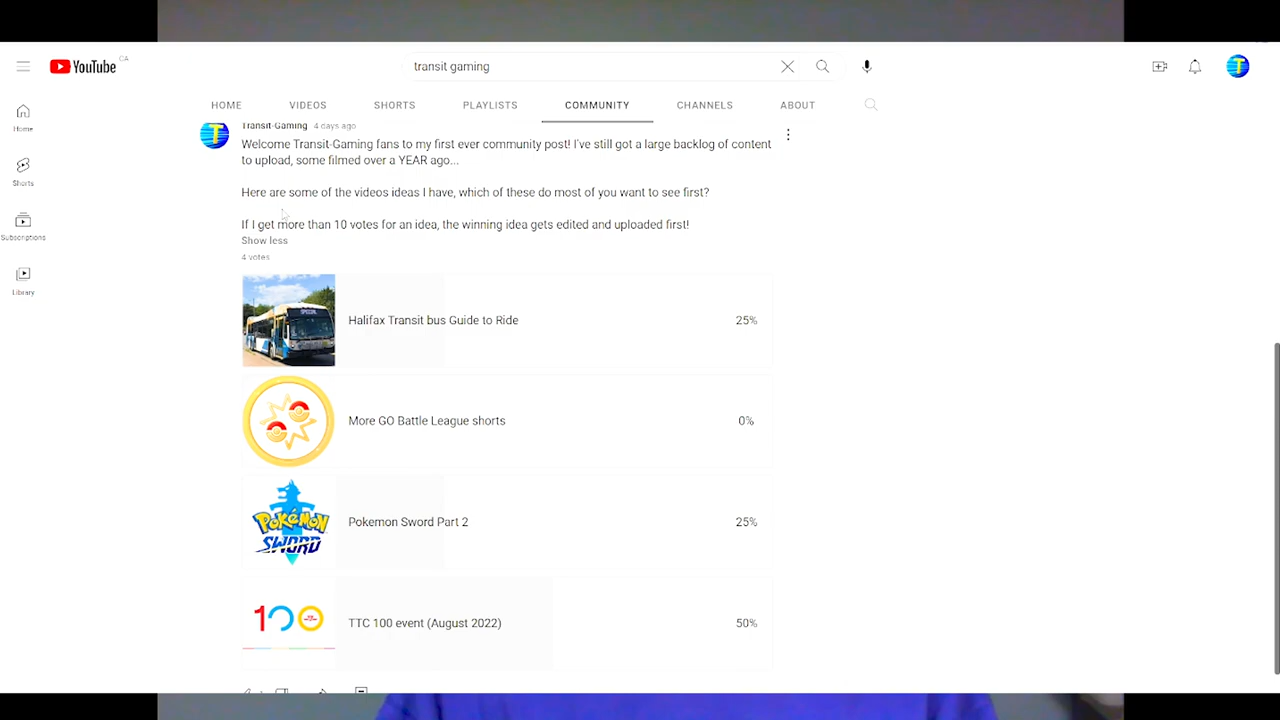 YouTube CA
transit gaming
HOME VIDEOS SHORTS PLAYLISTS COMMUNITY CHANNELS ABOUT
Home
Shorts
Subscriptions
Library
Transit-Gaming 4 days ago
Welcome Transit-Gaming fans to my first ever community post! I've still got a large backlog of content
to upload, some filmed over a YEAR ago...
Here are some of the videos ideas I have, which of these do most of you want to see first?
If I get more than 10 votes for an idea, the winning idea gets edited and uploaded first!
Show less
4 votes
SPECIAL
Halifax Transit bus Guide to Ride 25%
More GO Battle League shorts 0%
POKéMON
SWORD
Pokemon Sword Part 2 25%
100
TTC 100 event (August 2022) 50%
T
T